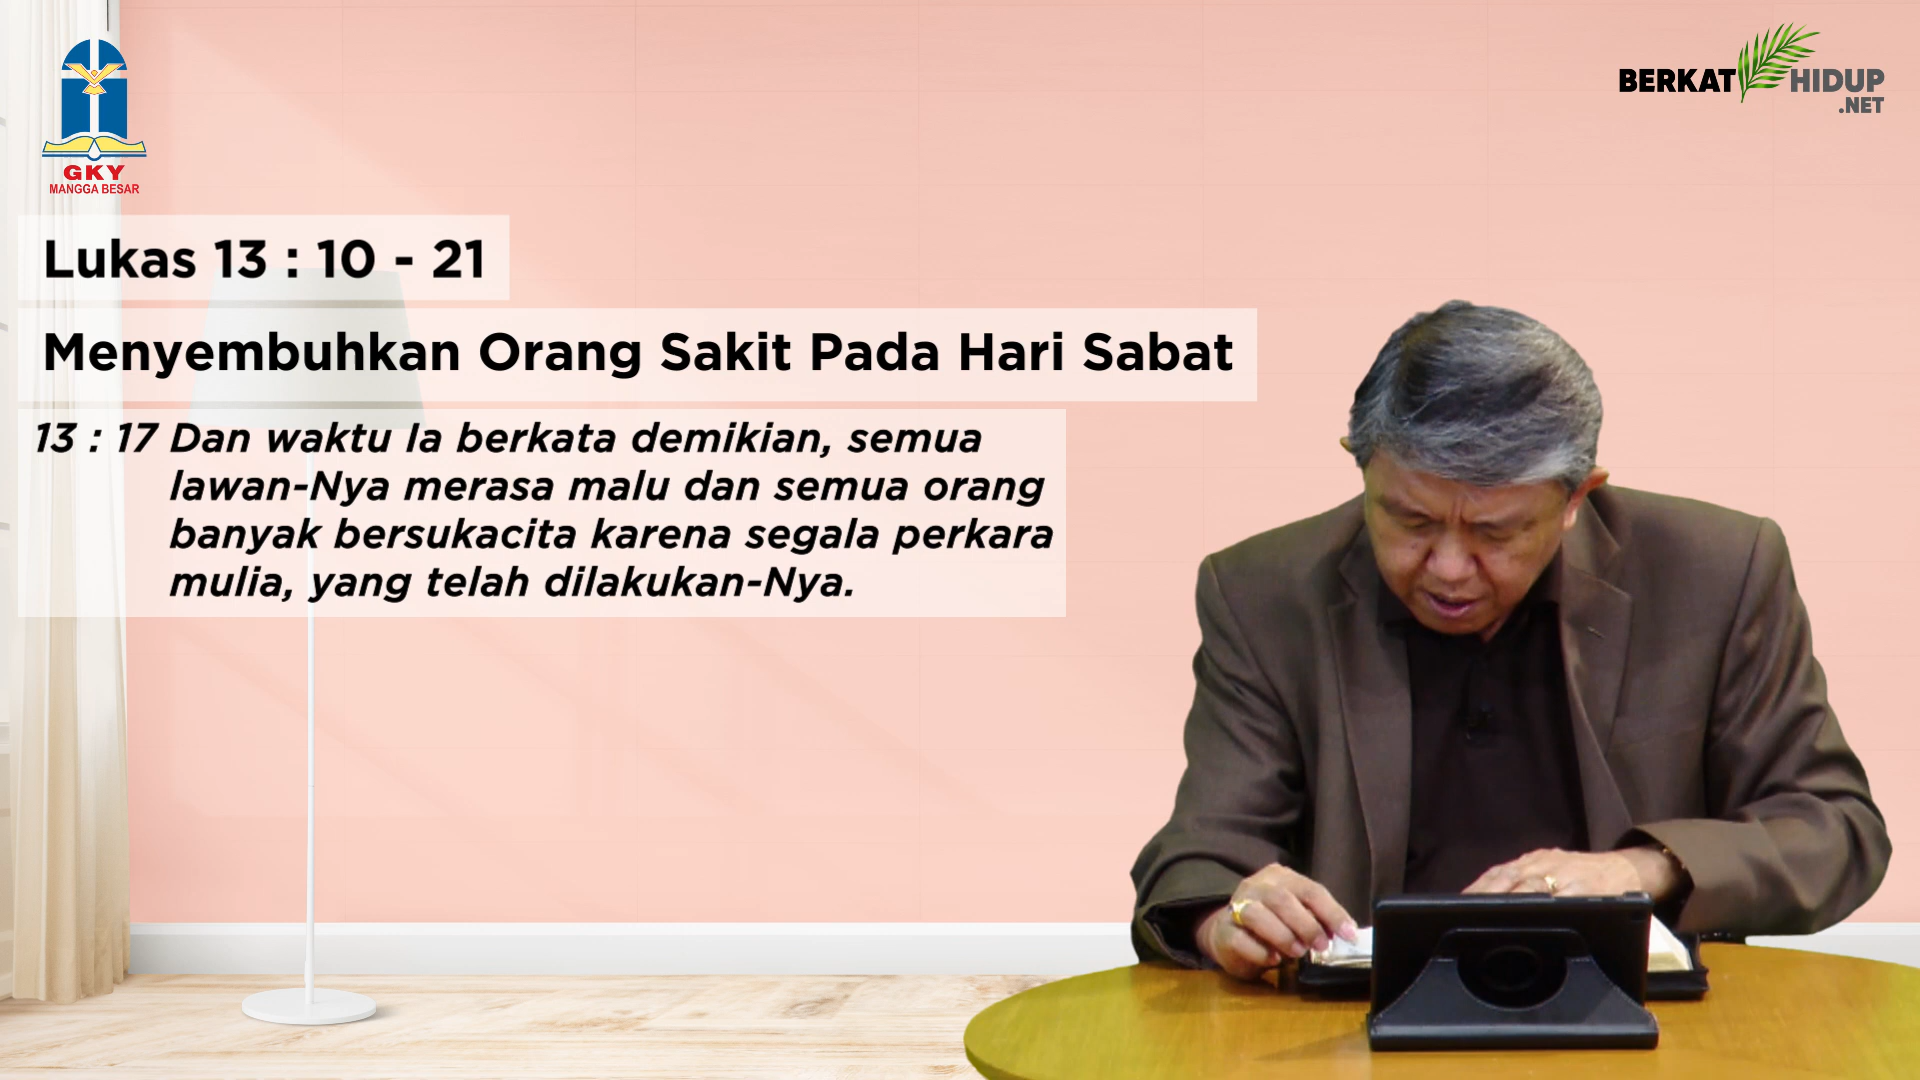 GKY
MANGGA BESAR
BERKAT HIDUP
.NET
Lukas 13 : 10 - 21
Menyembuhkan Orang Sakit Pada Hari Sabat
13 : 17 Dan waktu Ia berkata demikian, semua
lawan-Nya merasa malu dan semua orang
banyak bersukacita karena segala perkara
mulia, yang telah dilakukan-Nya.